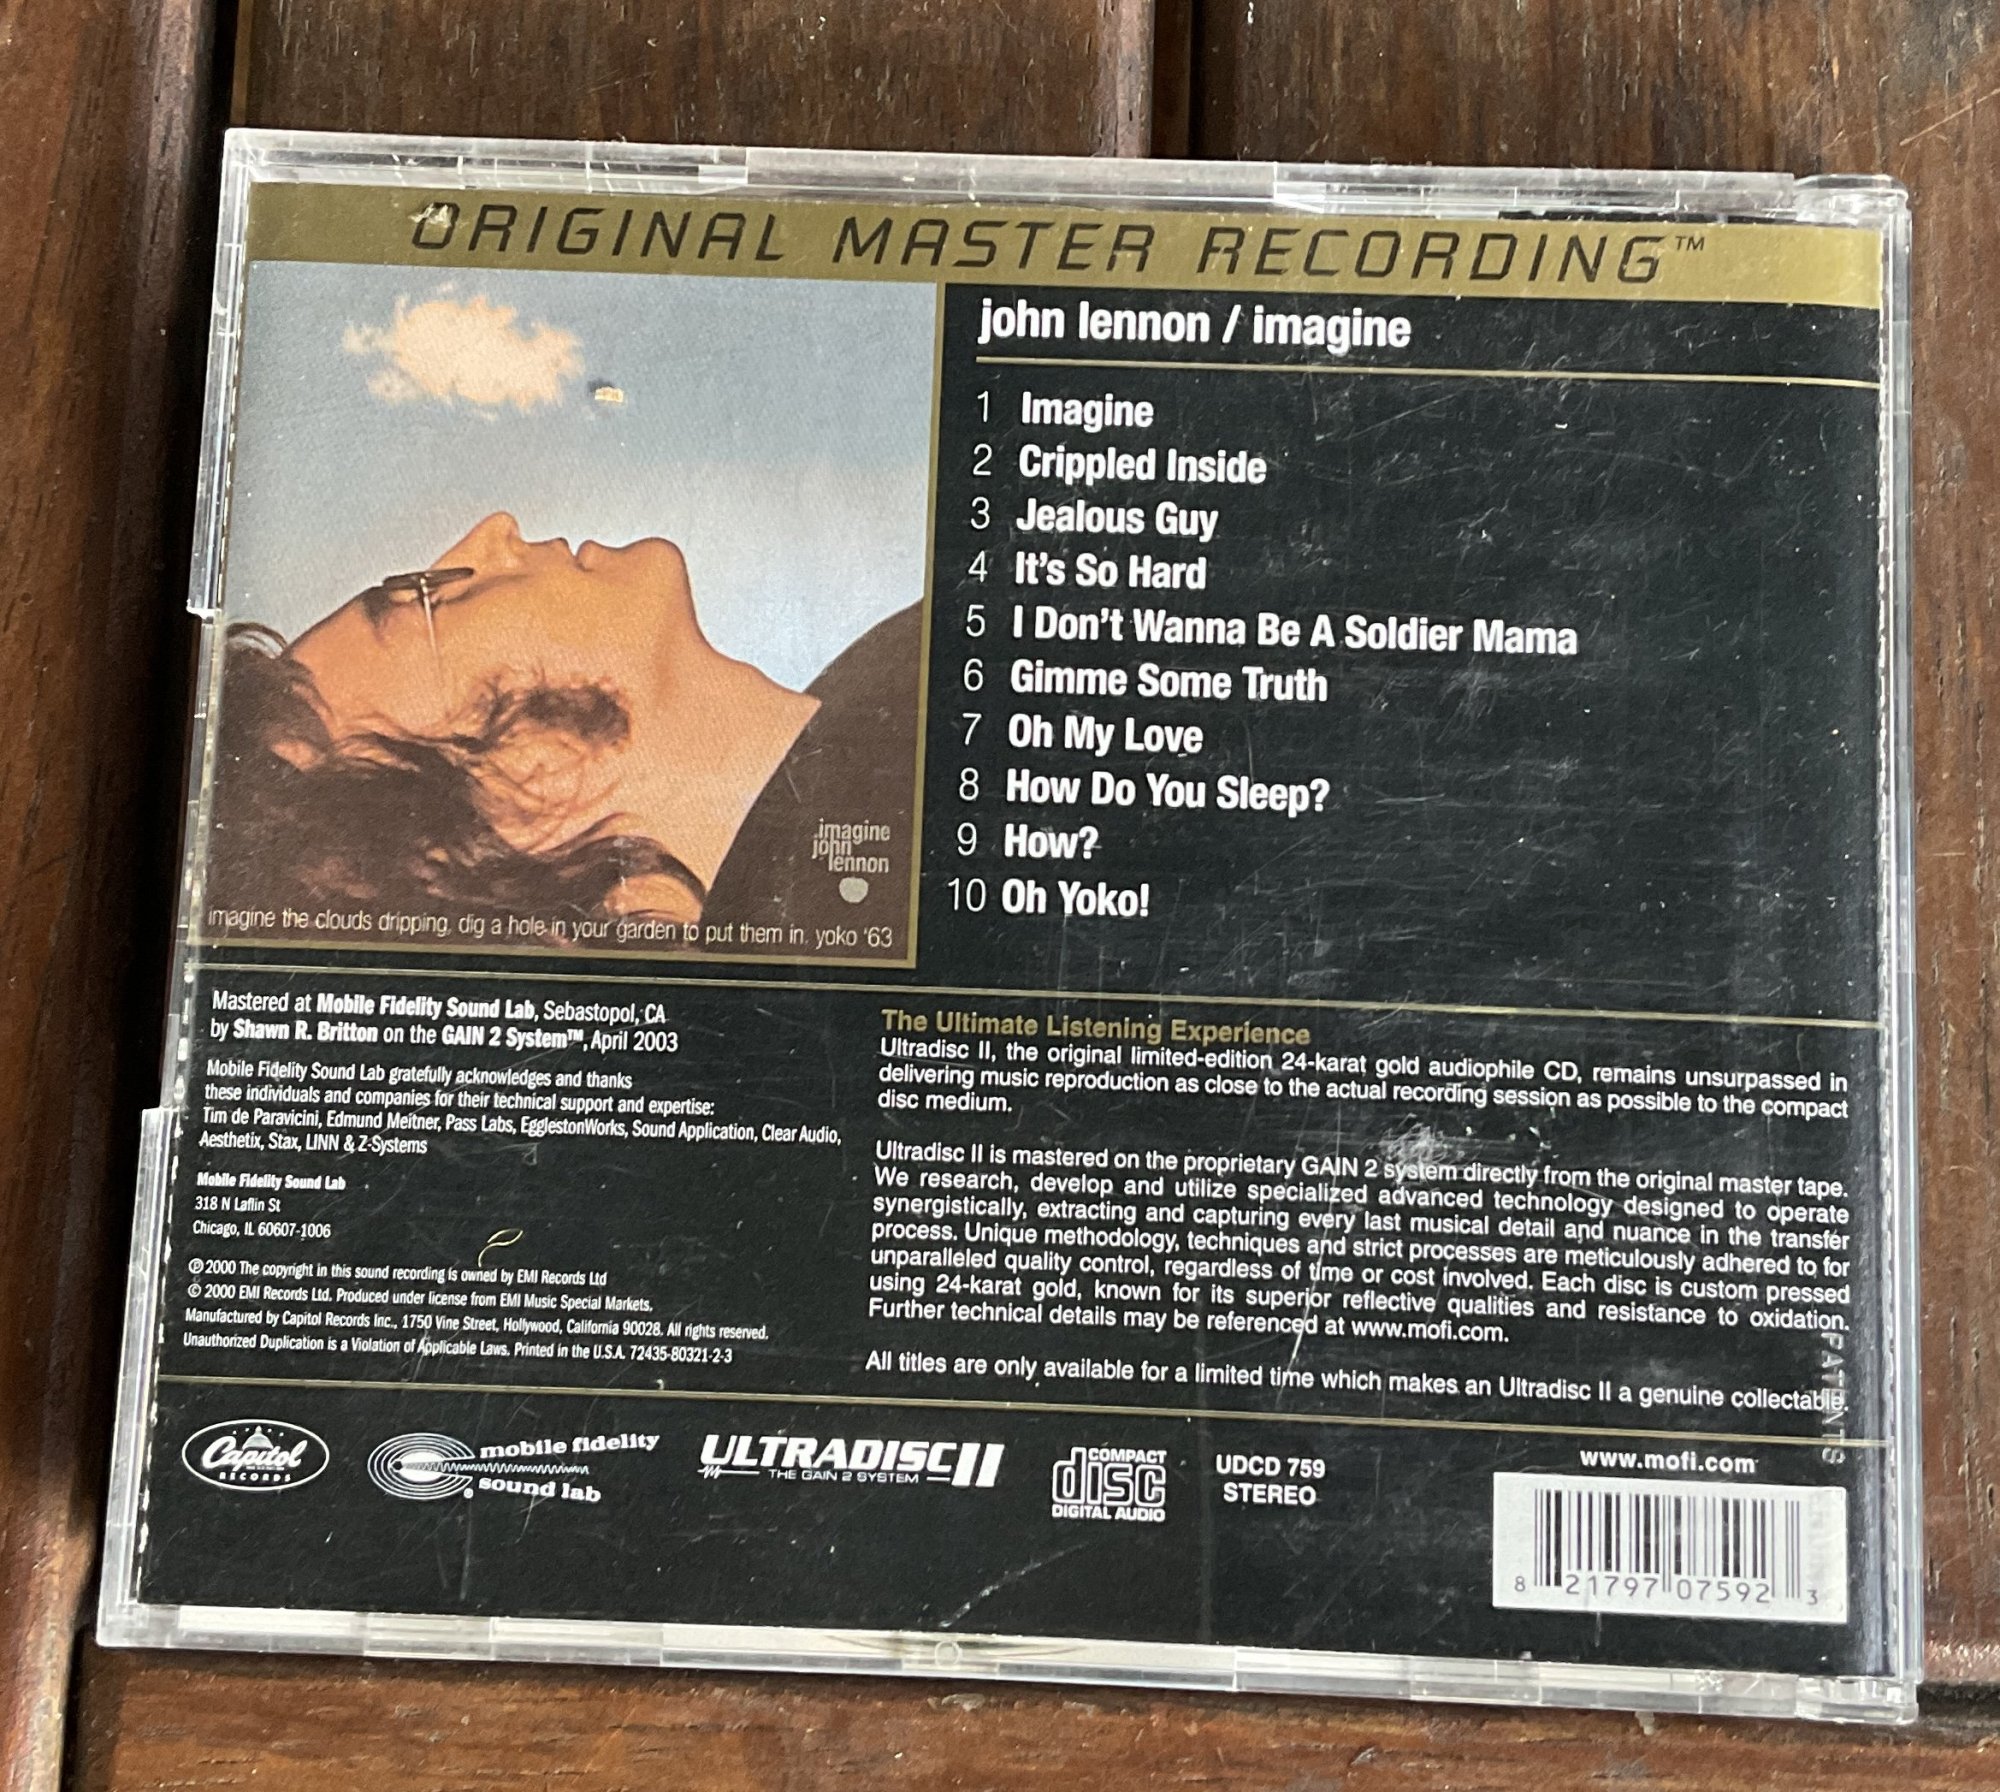 ORIGINAL MASTER RECORDING™
john lennon / imagine
1 Imagine
2 Crippled Inside
3 Jealous Guy
4 It's So Hard
5 I Don't Wanna Be A Soldier Mama
6 Gimme Some Truth
7 Oh My Love
8 How Do You Sleep?
9 How?
10 Oh Yoko!
imagine
john
lennon
imagine the clouds dripping, dig a hole in your garden to put them in. yoko '63
Mastered at Mobile Fidelity Sound Lab, Sebastopol, CA
by Shawn R. Britton on the GAIN 2 System™, April 2003
Mobile Fidelity Sound Lab gratefully acknowledges and thanks
these individuals and companies for their technical support and expertise:
Tim de Paravicini, Edmund Meitner, Pass Labs, EgglestonWorks, Sound Application, Clear Audio,
Aesthetix, Stax, LINN & Z-Systems
Mobile Fidelity Sound Lab
318 N Laflin St
Chicago, IL 60607-1006
℗ 2000 The copyright in this sound recording is owned by EMI Records Ltd
© 2000 EMI Records Ltd. Produced under license from EMI Music Special Markets.
Manufactured by Capitol Records Inc., 1750 Vine Street, Hollywood, California 90028. All rights reserved.
Unauthorized Duplication is a Violation of Applicable Laws. Printed in the U.S.A. 72435-80321-2-3
The Ultimate Listening Experience
Ultradisc II, the original limited-edition 24-karat gold audiophile CD, remains unsurpassed in
delivering music reproduction as close to the actual recording session as possible to the compact
disc medium.
Ultradisc II is mastered on the proprietary GAIN 2 system directly from the original master tape.
We research, develop and utilize specialized advanced technology designed to operate
synergistically, extracting and capturing every last musical detail and nuance in the transfer
process. Unique methodology, techniques and strict processes are meticulously adhered to for
unparalleled quality control, regardless of time or cost involved. Each disc is custom pressed
using 24-karat gold, known for its superior reflective qualities and resistance to oxidation.
Further technical details may be referenced at www.mofi.com.
All titles are only available for a limited time which makes an Ultradisc II a genuine collectable.
PATENTS
Capitol
RECORDS
mobile fidelity
sound lab
®
ULTRADISC II
THE GAIN 2 SYSTEM
COMPACT
disc
DIGITAL AUDIO
UDCD 759
STEREO
www.mofi.com
8 21797 07592 3